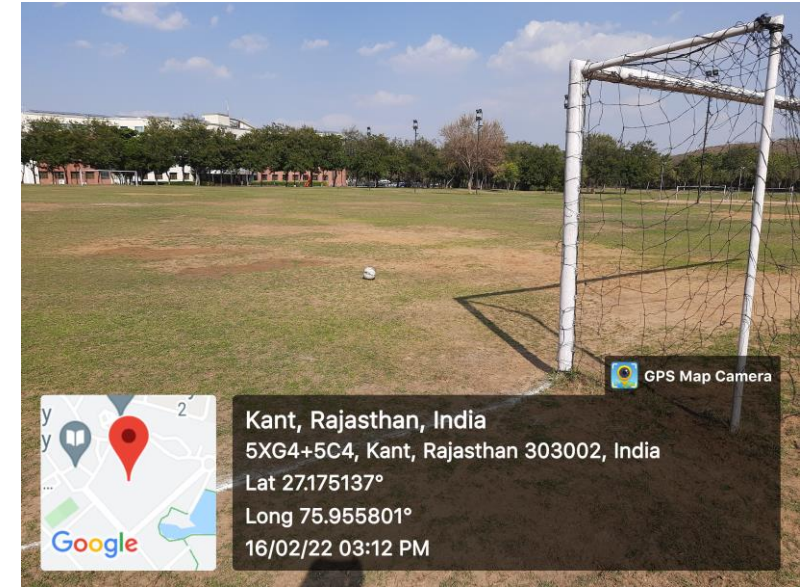 GPS Map Camera
Kant, Rajasthan, India
5XG4+5C4, Kant, Rajasthan 303002, India
Lat 27.175137°
Long 75.955801°
16/02/22 03:12 PM
y
y
2
...
Google